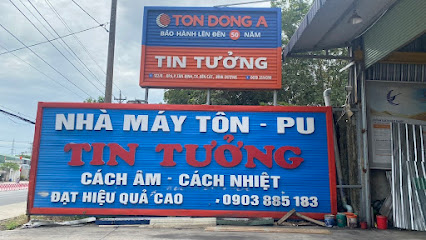 TON DONG A
BẢO HÀNH LÊN ĐẾN 50 NĂM
TIN TƯỞNG
NHÀ MÁY TÔN - PU
TIN TƯỞNG
CÁCH ÂM - CÁCH NHIỆT
ĐẠT HIỆU QUẢ CAO - 0903 885 183